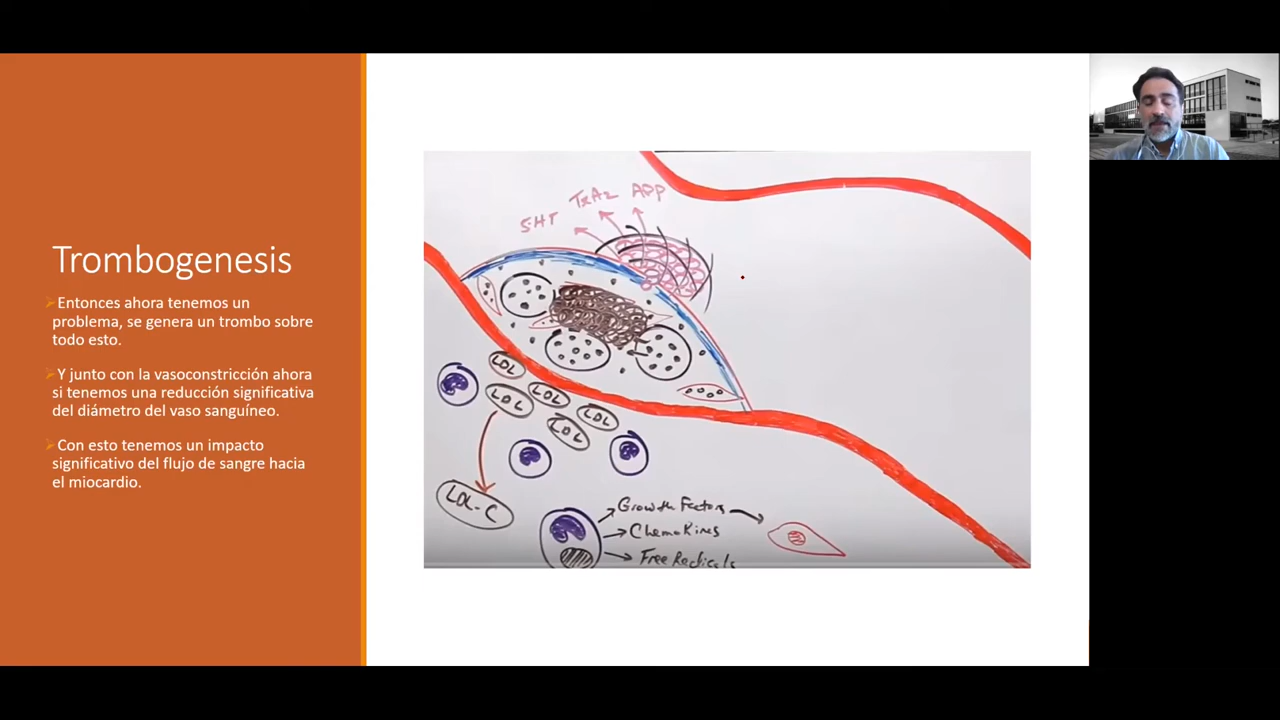 Trombogenesis
Entonces ahora tenemos un
problema, se genera un trombo sobre
todo esto.
Y junto con la vasoconstricción ahora
si tenemos una reducción significativa
del diámetro del vaso sanguíneo.
Con esto tenemos un impacto
significativo del flujo de sangre hacia
el miocardio.
5-HT TxA2 ADP
LDL
LDL
LDL
LDL
LDL
LDL-C
Growth Factors
Chemokines
Free Radicals